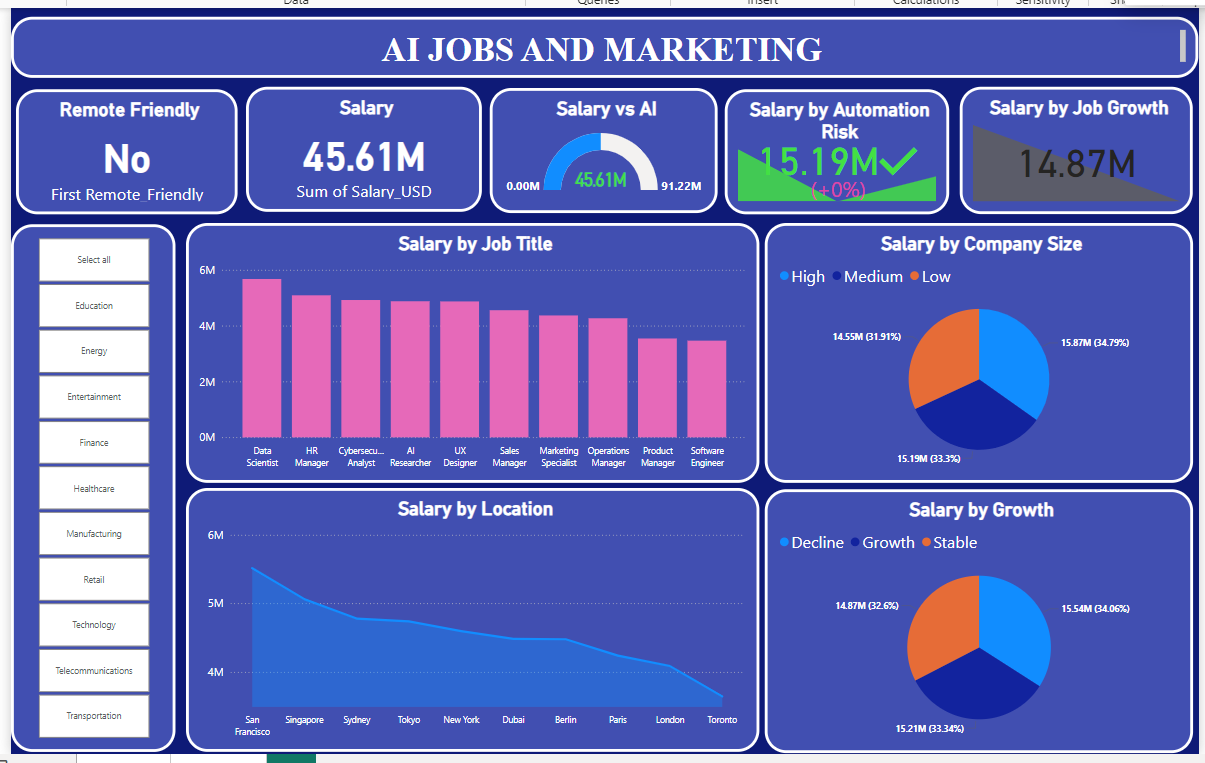 Data Queries Insert Calculations Sensitivity
AI JOBS AND MARKETING
Remote Friendly
No
First Remote_Friendly
Salary
45.61M
Sum of Salary_USD
Salary vs AI
0.00M 45.61M 91.22M
Salary by Automation
Risk
15.19M
(+0%)
Salary by Job Growth
14.87M
Select all
Education
Energy
Entertainment
Finance
Healthcare
Manufacturing
Retail
Technology
Telecommunications
Transportation
Salary by Job Title
6M
4M
2M
0M
Data Scientist
HR Manager
Cybersecu... Analyst
AI Researcher
UX Designer
Sales Manager
Marketing Specialist
Operations Manager
Product Manager
Software Engineer
Salary by Company Size
High Medium Low
14.55M (31.91%)
15.87M (34.79%)
15.19M (33.3%)
Salary by Location
6M
5M
4M
San Francisco
Singapore
Sydney
Tokyo
New York
Dubai
Berlin
Paris
London
Toronto
Salary by Growth
Decline Growth Stable
14.87M (32.6%)
15.54M (34.06%)
15.21M (33.34%)